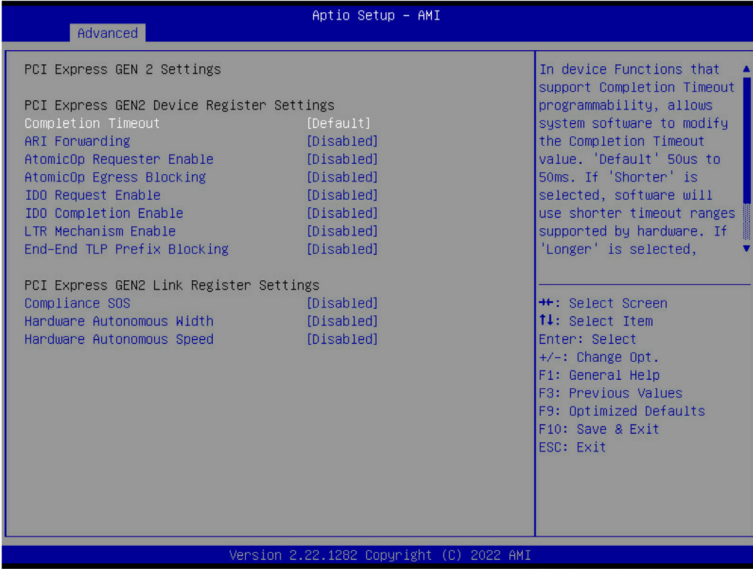 Aptio Setup – AMI
Advanced
PCI Express GEN 2 Settings
PCI Express GEN2 Device Register Settings
Completion Timeout [Default]
ARI Forwarding [Disabled]
AtomicOp Requester Enable [Disabled]
AtomicOp Egress Blocking [Disabled]
IDO Request Enable [Disabled]
IDO Completion Enable [Disabled]
LTR Mechanism Enable [Disabled]
End-End TLP Prefix Blocking [Disabled]
PCI Express GEN2 Link Register Settings
Compliance SOS [Disabled]
Hardware Autonomous Width [Disabled]
Hardware Autonomous Speed [Disabled]
In device Functions that
support Completion Timeout
programmability, allows
system software to modify
the Completion Timeout
value. 'Default' 50us to
50ms. If 'Shorter' is
selected, software will
use shorter timeout ranges
supported by hardware. If
'Longer' is selected,
→←: Select Screen
↑↓: Select Item
Enter: Select
+/-: Change Opt.
F1: General Help
F3: Previous Values
F9: Optimized Defaults
F10: Save & Exit
ESC: Exit
Version 2.22.1282 Copyright (C) 2022 AMI